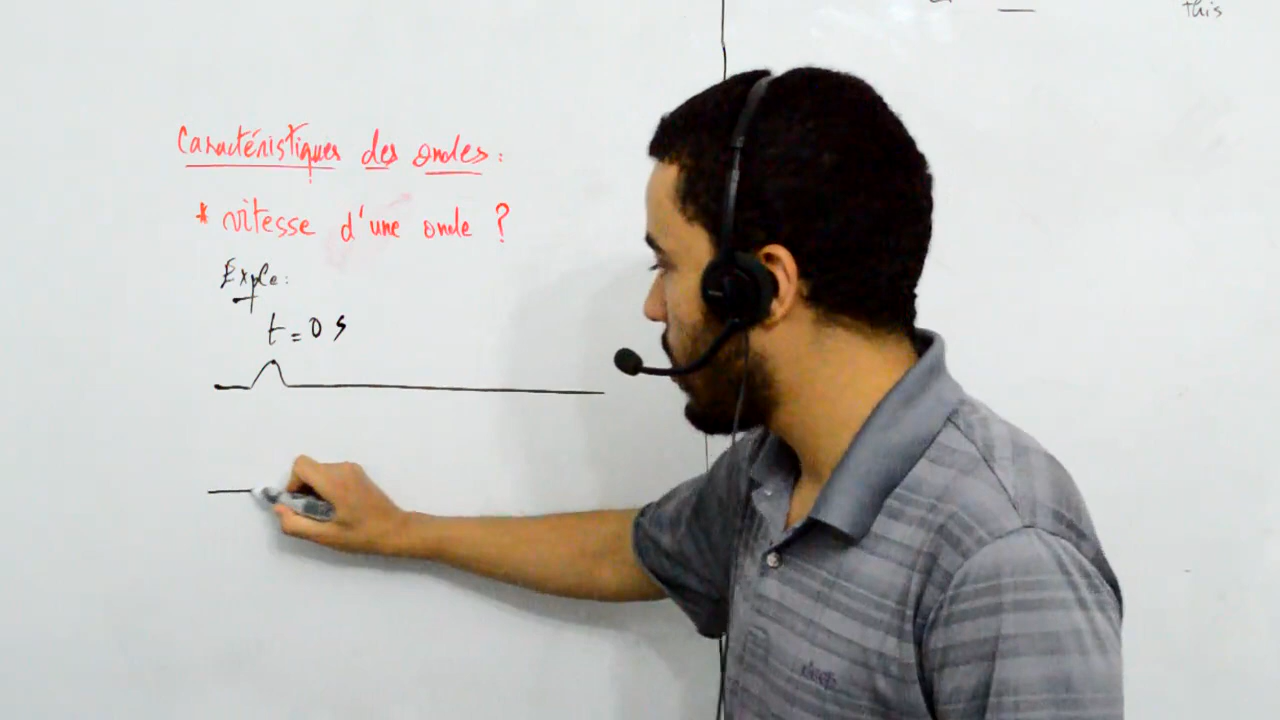 this
Caractéristiques des ondes :
* vitesse d'une onde ?
Exple :
t = 0 s